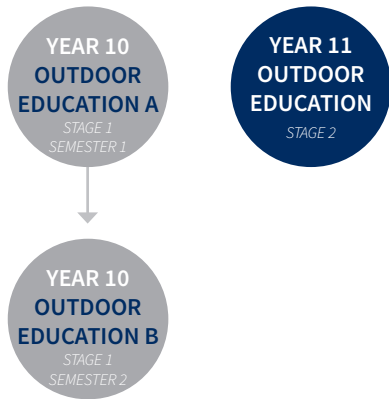 YEAR 10
OUTDOOR
EDUCATION A
STAGE 1
SEMESTER 1
YEAR 11
OUTDOOR
EDUCATION
STAGE 2
YEAR 10
OUTDOOR
EDUCATION B
STAGE 1
SEMESTER 2